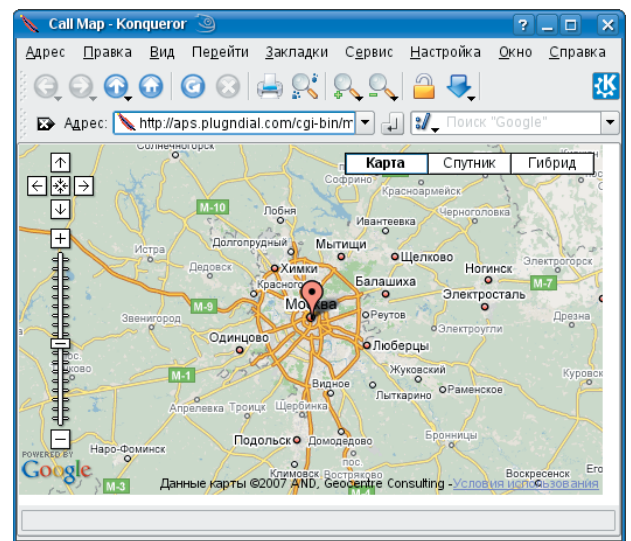 Call Map - Konqueror
Адрес Правка Вид Перейти Закладки Сервис Настройка Окно Справка
Адрес: http://aps.plugndial.com/cgi-bin/m Поиск "Google"
Солнечногорск
Карта Спутник Гибрид
Софрино
Красноармейск
М-10
Лобня
Черноголовка
Ивантеевка
Долгопрудный Мытищи
Истра
Щелково
Электрогорск
Дедовск Химки
Ногинск
М-7
Балашиха
Электросталь
Москва
М-9
Реутов
Дрезна
Звенигород
Электроугли
Одинцово
Люберцы
Жуковский
М-1
Видное
Раменское
Лыткарино
Апрелевка Троицк Щербинка
Подольск Домодедово
Бронницы
Наро-Фоминск
POWERED BY
Google
пос.
Климовск Востряково
Воскресенск
М-3
Данные карты ©2007 AND, Geocentre Consulting - Условия использования
М-4